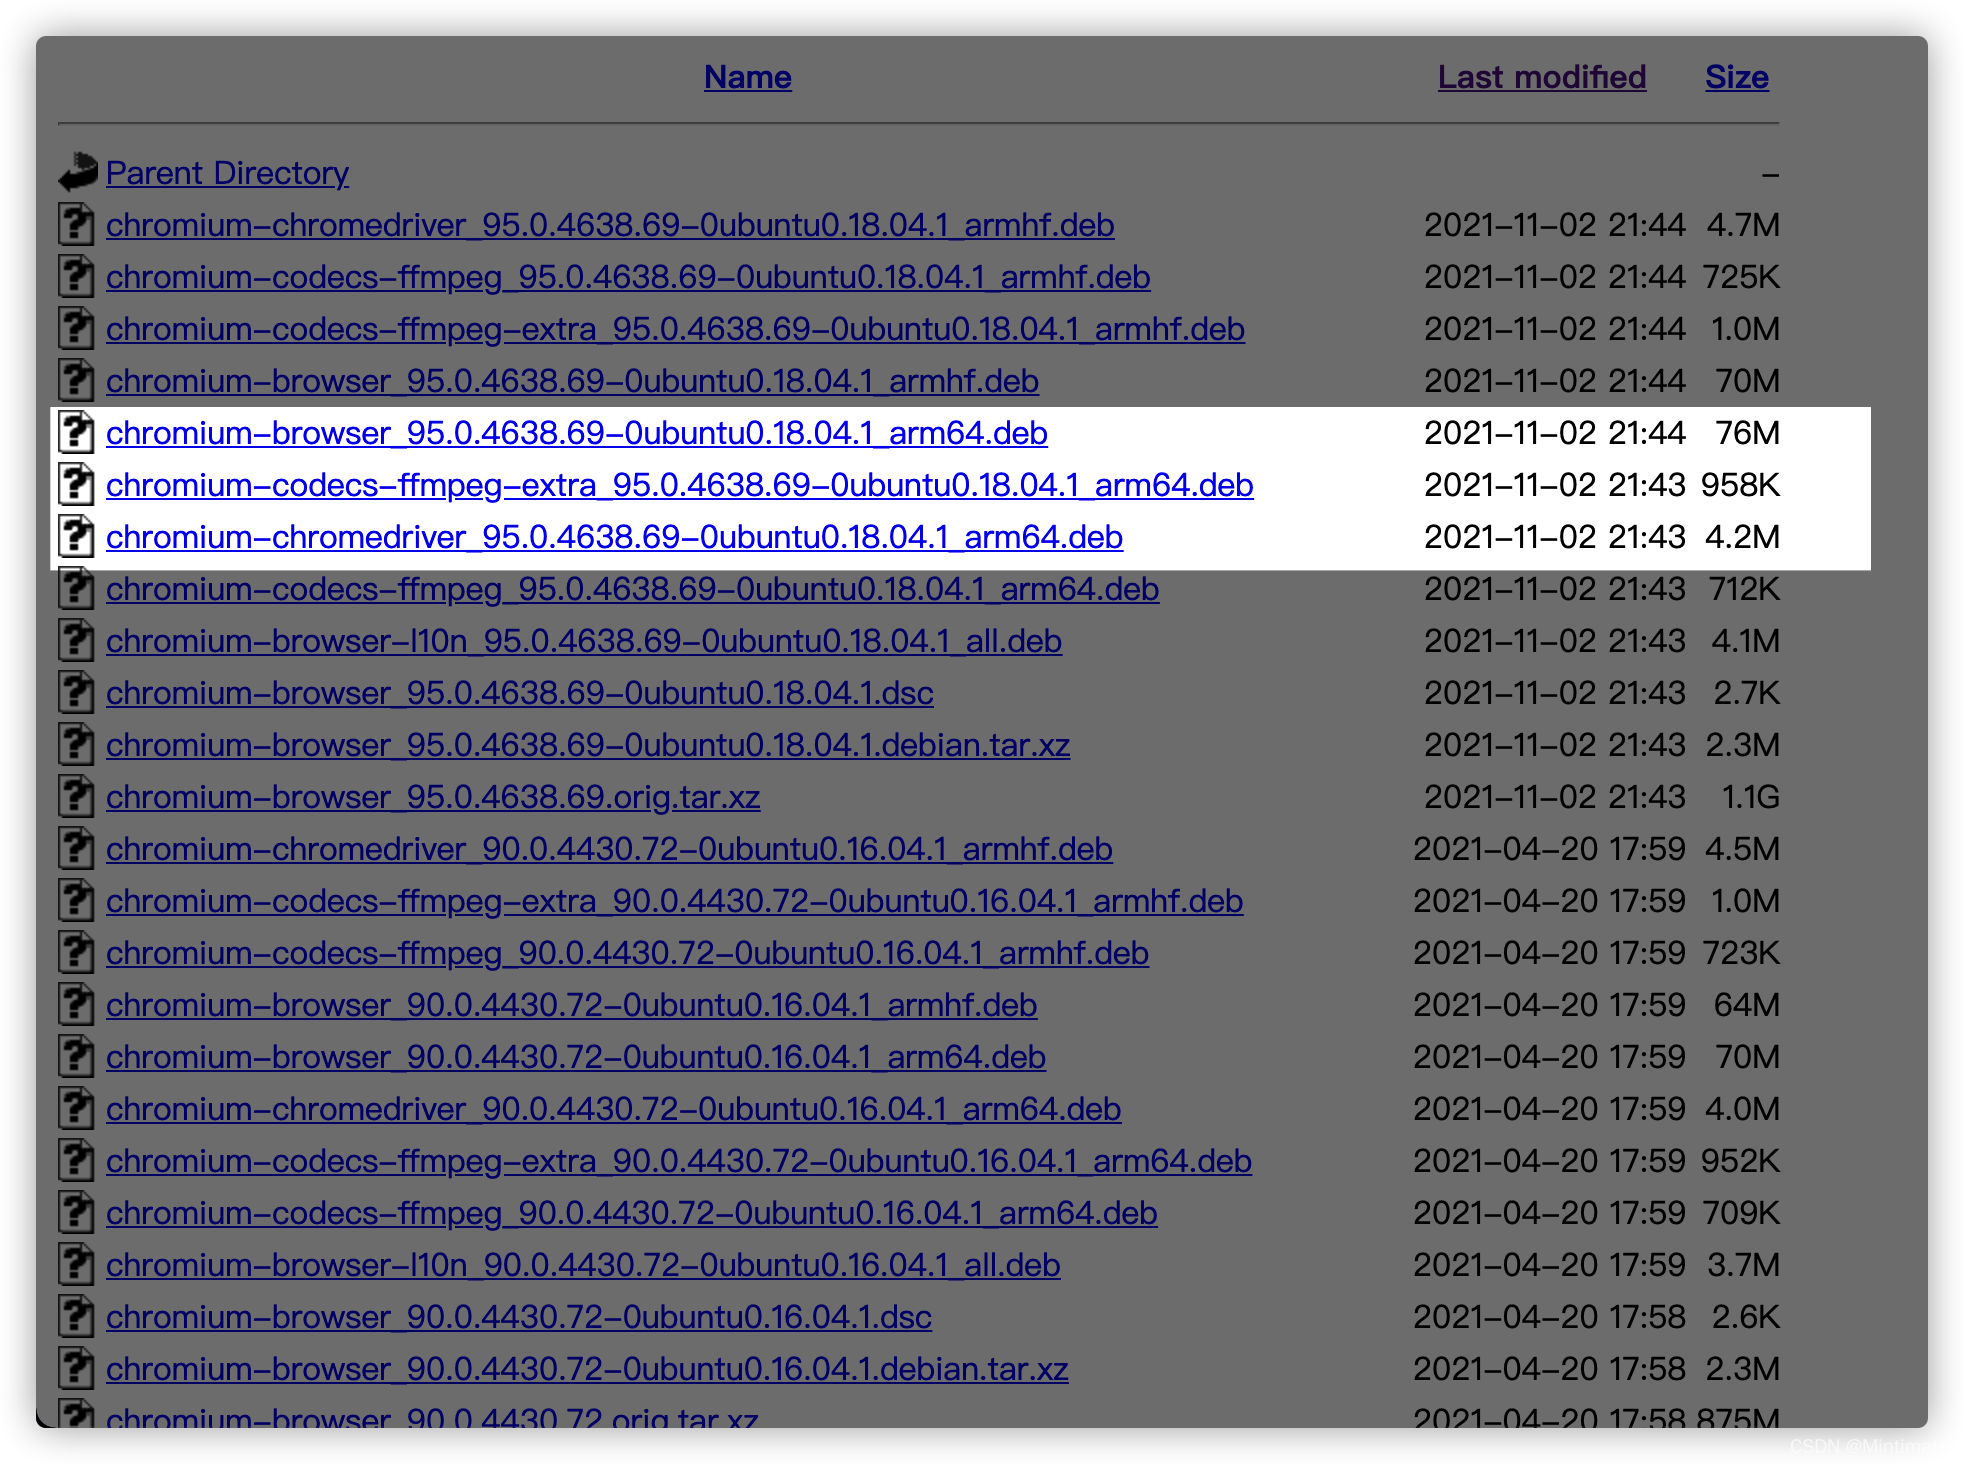 Name Last modified Size
Parent Directory –
chromium-chromedriver_95.0.4638.69-0ubuntu0.18.04.1_armhf.deb 2021-11-02 21:44 4.7M
chromium-codecs-ffmpeg_95.0.4638.69-0ubuntu0.18.04.1_armhf.deb 2021-11-02 21:44 725K
chromium-codecs-ffmpeg-extra_95.0.4638.69-0ubuntu0.18.04.1_armhf.deb 2021-11-02 21:44 1.0M
chromium-browser_95.0.4638.69-0ubuntu0.18.04.1_armhf.deb 2021-11-02 21:44 70M
chromium-browser_95.0.4638.69-0ubuntu0.18.04.1_arm64.deb 2021-11-02 21:44 76M
chromium-codecs-ffmpeg-extra_95.0.4638.69-0ubuntu0.18.04.1_arm64.deb 2021-11-02 21:43 958K
chromium-chromedriver_95.0.4638.69-0ubuntu0.18.04.1_arm64.deb 2021-11-02 21:43 4.2M
chromium-codecs-ffmpeg_95.0.4638.69-0ubuntu0.18.04.1_arm64.deb 2021-11-02 21:43 712K
chromium-browser-l10n_95.0.4638.69-0ubuntu0.18.04.1_all.deb 2021-11-02 21:43 4.1M
chromium-browser_95.0.4638.69-0ubuntu0.18.04.1.dsc 2021-11-02 21:43 2.7K
chromium-browser_95.0.4638.69-0ubuntu0.18.04.1.debian.tar.xz 2021-11-02 21:43 2.3M
chromium-browser_95.0.4638.69.orig.tar.xz 2021-11-02 21:43 1.1G
chromium-chromedriver_90.0.4430.72-0ubuntu0.16.04.1_armhf.deb 2021-04-20 17:59 4.5M
chromium-codecs-ffmpeg-extra_90.0.4430.72-0ubuntu0.16.04.1_armhf.deb 2021-04-20 17:59 1.0M
chromium-codecs-ffmpeg_90.0.4430.72-0ubuntu0.16.04.1_armhf.deb 2021-04-20 17:59 723K
chromium-browser_90.0.4430.72-0ubuntu0.16.04.1_armhf.deb 2021-04-20 17:59 64M
chromium-browser_90.0.4430.72-0ubuntu0.16.04.1_arm64.deb 2021-04-20 17:59 70M
chromium-chromedriver_90.0.4430.72-0ubuntu0.16.04.1_arm64.deb 2021-04-20 17:59 4.0M
chromium-codecs-ffmpeg-extra_90.0.4430.72-0ubuntu0.16.04.1_arm64.deb 2021-04-20 17:59 952K
chromium-codecs-ffmpeg_90.0.4430.72-0ubuntu0.16.04.1_arm64.deb 2021-04-20 17:59 709K
chromium-browser-l10n_90.0.4430.72-0ubuntu0.16.04.1_all.deb 2021-04-20 17:59 3.7M
chromium-browser_90.0.4430.72-0ubuntu0.16.04.1.dsc 2021-04-20 17:58 2.6K
chromium-browser_90.0.4430.72-0ubuntu0.16.04.1.debian.tar.xz 2021-04-20 17:58 2.3M
chromium-browser_90.0.4430.72.orig.tar.xz 2021-04-20 17:58 875M
CSDN